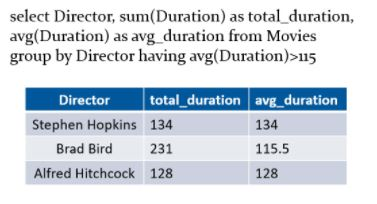 select Director, sum(Duration) as total_duration,
avg(Duration) as avg_duration from Movies
group by Director having avg(Duration)>115
Director total_duration avg_duration
Stephen Hopkins 134 134
Brad Bird 231 115.5
Alfred Hitchcock 128 128